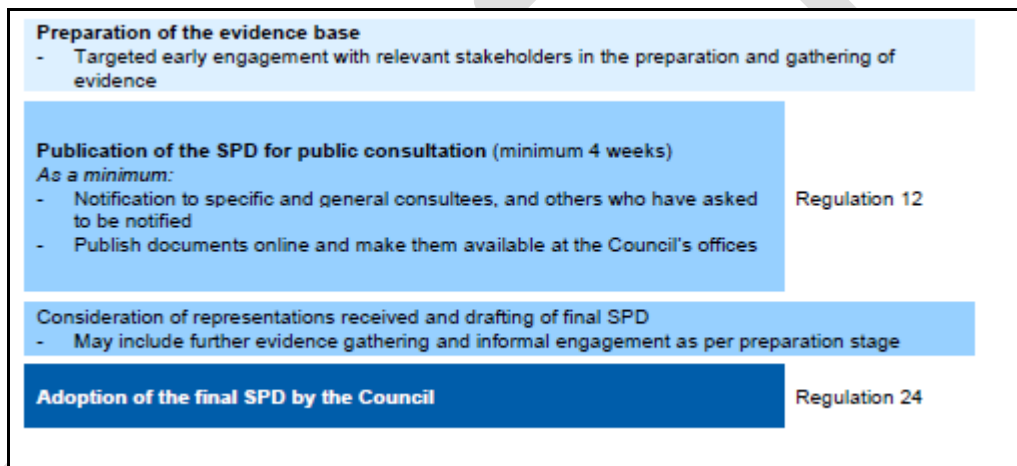 Preparation of the evidence base
- Targeted early engagement with relevant stakeholders in the preparation and gathering of
evidence
Publication of the SPD for public consultation (minimum 4 weeks)
As a minimum:
- Notification to specific and general consultees, and others who have asked
to be notified
- Publish documents online and make them available at the Council's offices
Regulation 12
Consideration of representations received and drafting of final SPD
- May include further evidence gathering and informal engagement as per preparation stage
Adoption of the final SPD by the Council
Regulation 24